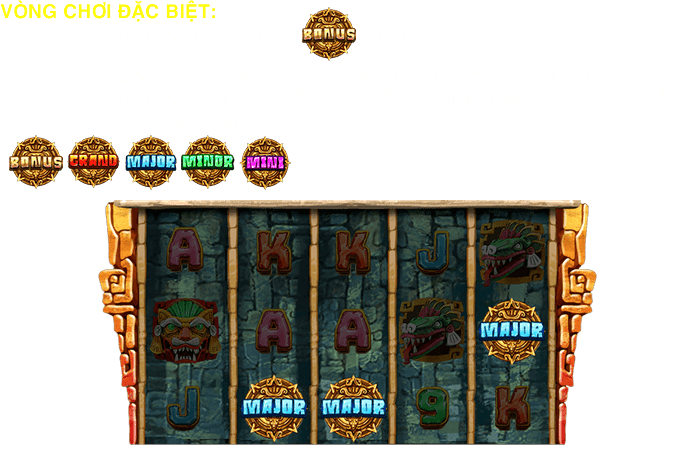 VÒNG CHƠI ĐẶC BIỆT:
BONUS
BONUS GRAND MAJOR MINOR MINI
A K K J
A A MAJOR
J MAJOR MAJOR 9 K